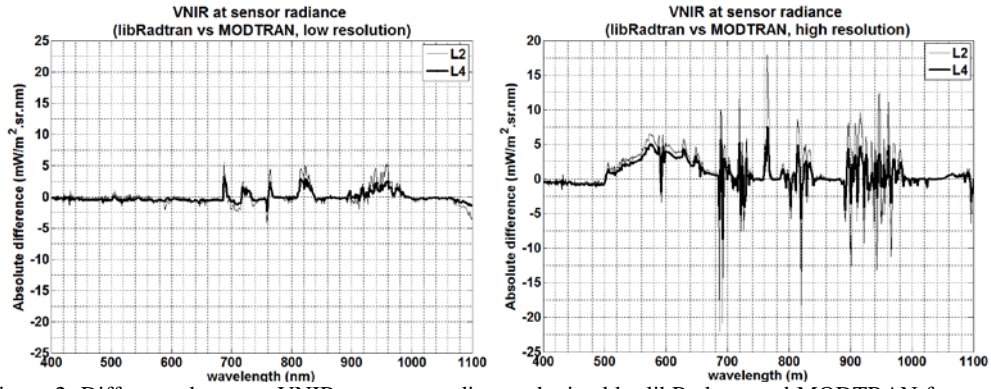 VNIR at sensor radiance
(libRadtran vs MODTRAN, low resolution)
25
20
15
10
5
0
-5
-10
-15
-20
-25
Absolute difference (mW/m².sr.nm)
L2
L4
400 500 600 700 800 900 1000 1100
wavelength (nm)
VNIR at sensor radiance
(libRadtran vs MODTRAN, high resolution)
20
15
10
5
0
-5
-10
-15
-20
-25
Absolute difference (mW/m².sr.nm)
L2
L4
400 500 600 700 800 900 1000 1100
wavelength (m)